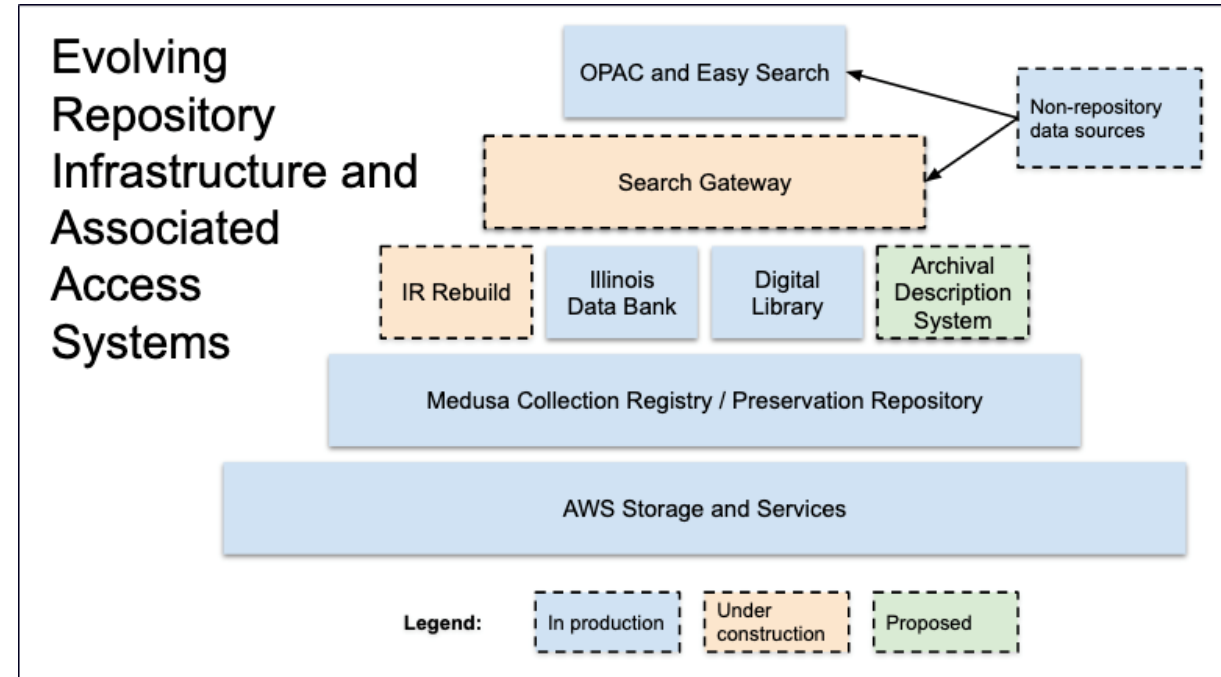 Evolving
Repository
Infrastructure and
Associated
Access
Systems
OPAC and Easy Search
Non-repository
data sources
Search Gateway
IR Rebuild
Illinois
Data Bank
Digital
Library
Archival
Description
System
Medusa Collection Registry / Preservation Repository
AWS Storage and Services
Legend:
In production
Under
construction
Proposed